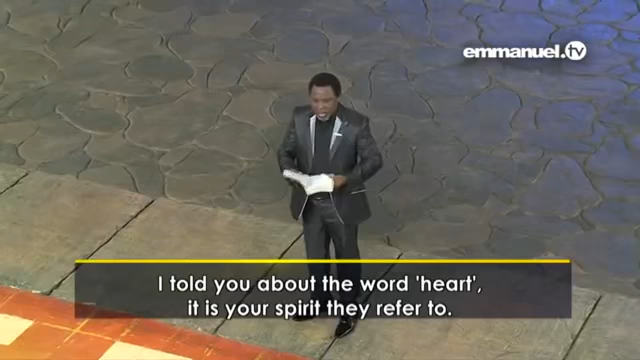 emmanuel.tv
I told you about the word 'heart',
it is your spirit they refer to.